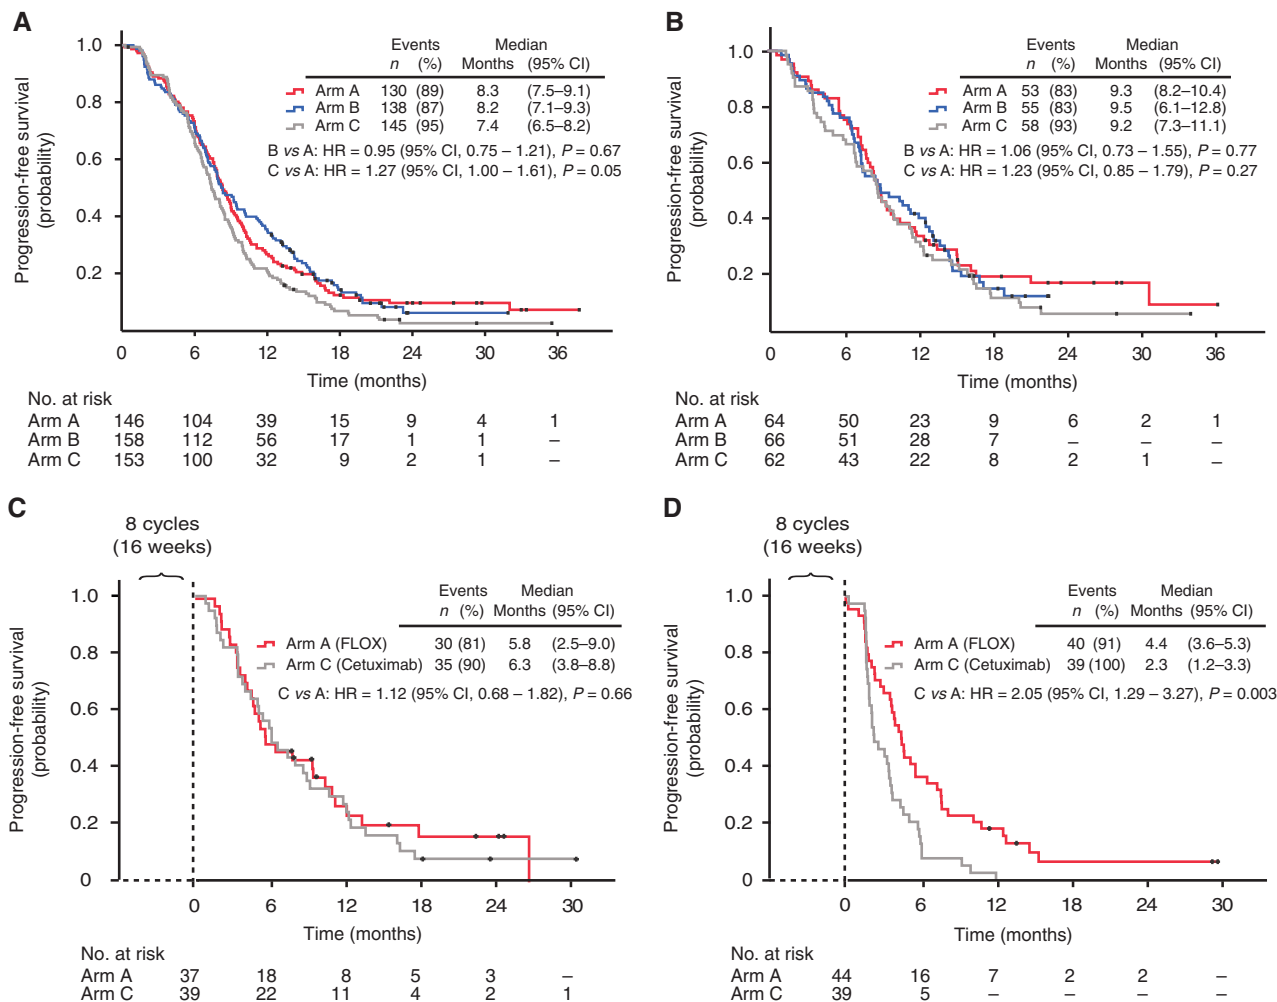 A
Progression-free survival
(probability)
1.0
0.8
0.6
0.4
0.2
Events Median
n (%) Months (95% CI)
Arm A 130 (89) 8.3 (7.5–9.1)
Arm B 138 (87) 8.2 (7.1–9.3)
Arm C 145 (95) 7.4 (6.5–8.2)
B vs A: HR = 0.95 (95% CI, 0.75 – 1.21), P = 0.67
C vs A: HR = 1.27 (95% CI, 1.00 – 1.61), P = 0.05
0 6 12 18 24 30 36
Time (months)
No. at risk
Arm A 146 104 39 15 9 4 1
Arm B 158 112 56 17 1 1 –
Arm C 153 100 32 9 2 1 –
B
Progression-free survival
(probability)
1.0
0.8
0.6
0.4
0.2
Events Median
n (%) Months (95% CI)
Arm A 53 (83) 9.3 (8.2–10.4)
Arm B 55 (83) 9.5 (6.1–12.8)
Arm C 58 (93) 9.2 (7.3–11.1)
B vs A: HR = 1.06 (95% CI, 0.73 – 1.55), P = 0.77
C vs A: HR = 1.23 (95% CI, 0.85 – 1.79), P = 0.27
0 6 12 18 24 30 36
Time (months)
No. at risk
Arm A 64 50 23 9 6 2 1
Arm B 66 51 28 7 – – –
Arm C 62 43 22 8 2 1 –
C
8 cycles
(16 weeks)
Progression-free survival
(probability)
1.0
0.8
0.6
0.4
0.2
0
Events Median
n (%) Months (95% CI)
Arm A (FLOX) 30 (81) 5.8 (2.5–9.0)
Arm C (Cetuximab) 35 (90) 6.3 (3.8–8.8)
C vs A: HR = 1.12 (95% CI, 0.68 – 1.82), P = 0.66
0 6 12 18 24 30
Time (months)
No. at risk
Arm A 37 18 8 5 3 –
Arm C 39 22 11 4 2 1
D
8 cycles
(16 weeks)
Progression-free survival
(probability)
1.0
0.8
0.6
0.4
0.2
0
Events Median
n (%) Months (95% CI)
Arm A (FLOX) 40 (91) 4.4 (3.6–5.3)
Arm C (Cetuximab) 39 (100) 2.3 (1.2–3.3)
C vs A: HR = 2.05 (95% CI, 1.29 – 3.27), P = 0.003
0 6 12 18 24 30
Time (months)
No. at risk
Arm A 44 16 7 2 2 –
Arm C 39 5 – – – –